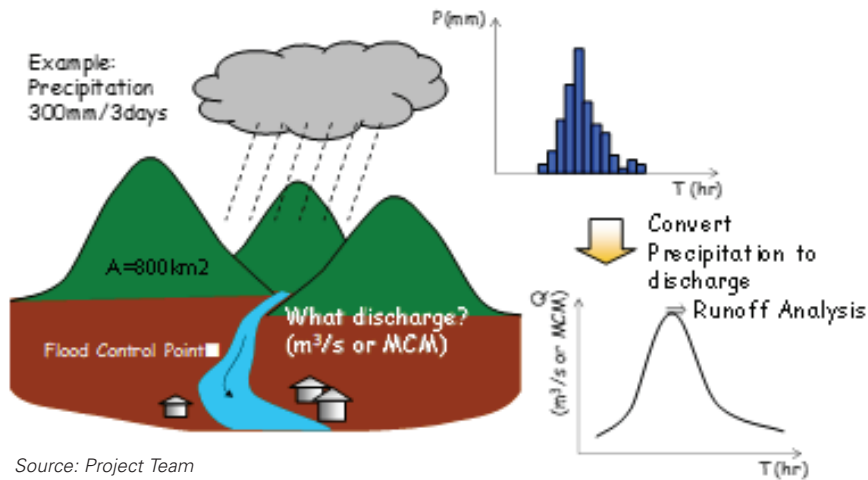 Example:
Precipitation
300mm/3days
P(mm)
T (hr)
A=800km2
What discharge?
(m³/s or MCM)
Flood Control Point
Convert
Precipitation to
discharge
⇒ Runoff Analysis
Q
(m³/s or MCM)
T(hr)
Source: Project Team